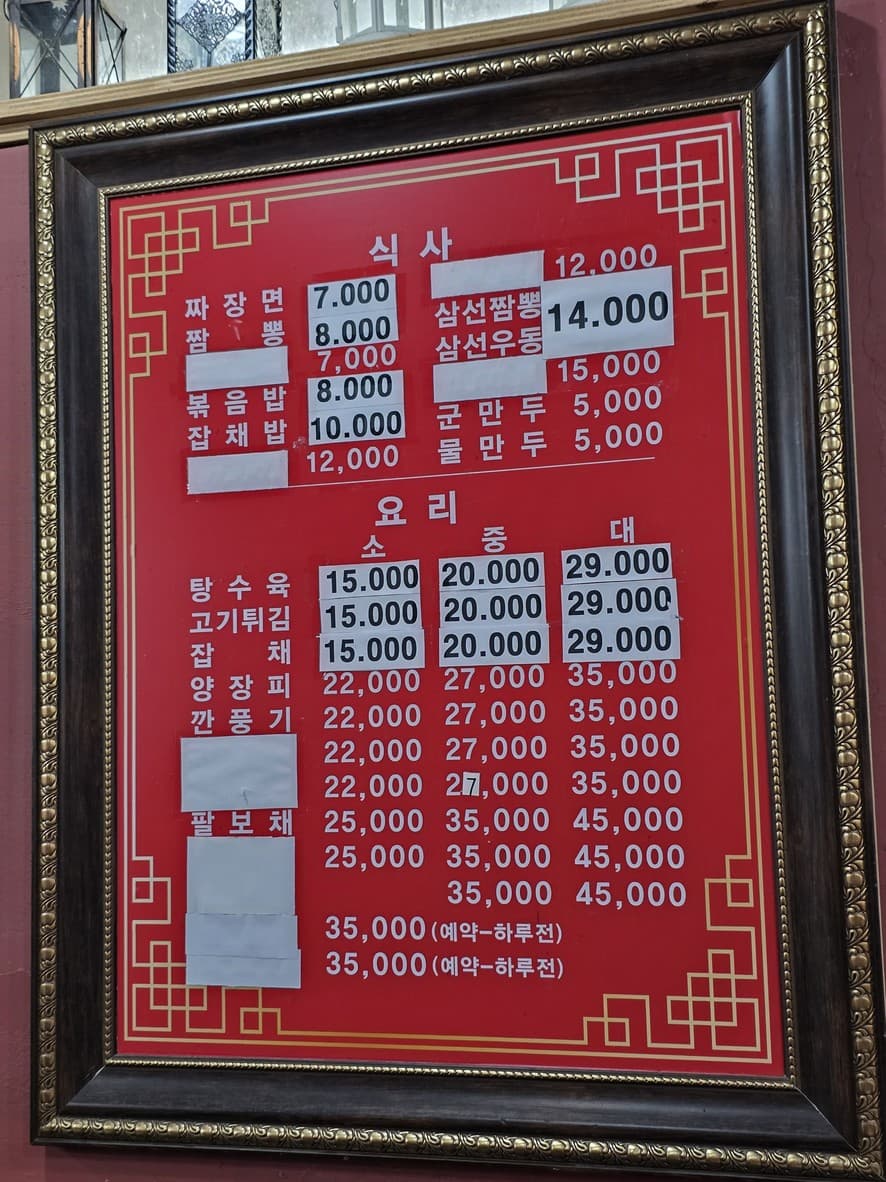 식 사
짜 장 면 7.000
짬 뽕 8.000
7,000
볶 음 밥 8.000
잡 채 밥 10.000
12,000
12,000
삼선짬뽕 14.000
삼선우동
15,000
군 만 두 5,000
물 만 두 5,000
요 리
소 중 대
탕 수 육 15.000 20.000 29.000
고기튀김 15.000 20.000 29.000
잡 채 15.000 20.000 29.000
양 장 피 22,000 27,000 35,000
깐 풍 기 22,000 27,000 35,000
22,000 27,000 35,000
22,000 27,000 35,000
팔 보 채 25,000 35,000 45,000
25,000 35,000 45,000
35,000 45,000
35,000 (예약-하루전)
35,000 (예약-하루전)